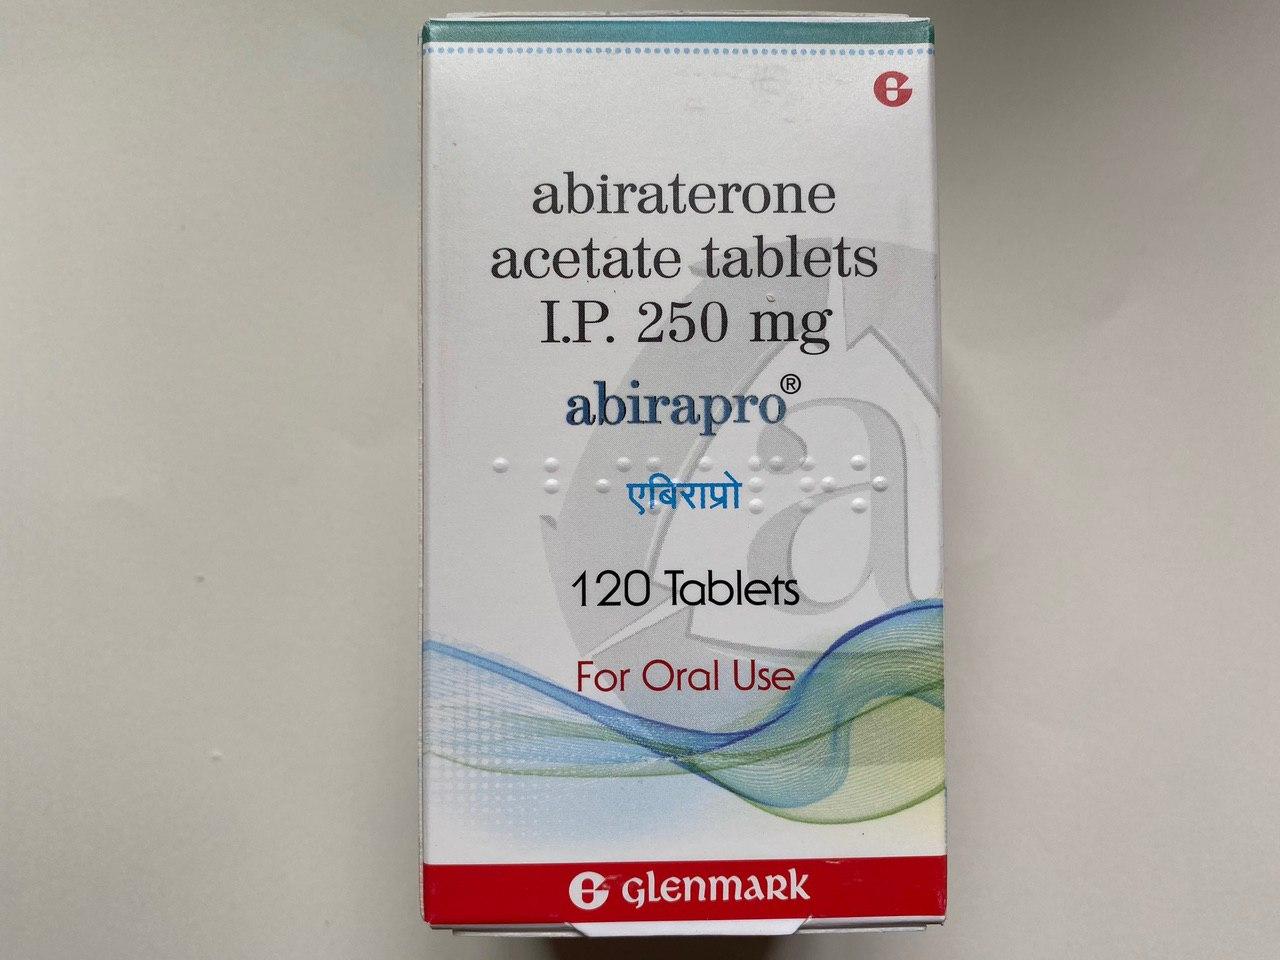 abiraterone
acetate tablets
I.P. 250 mg
abirapro®
एबिराप्रो
120 Tablets
For Oral Use
GLENMARK